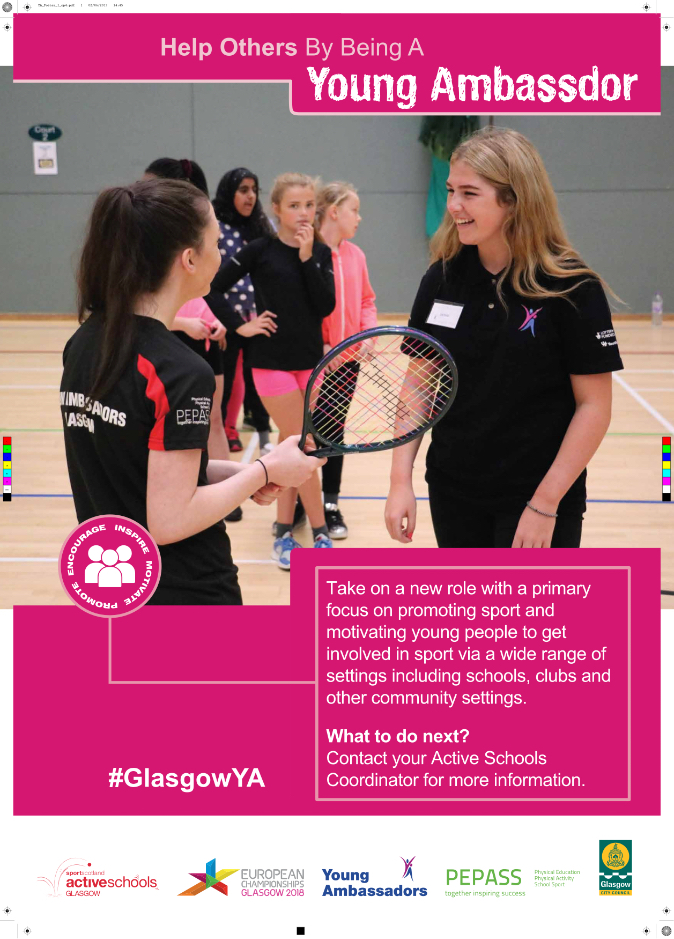 Help Others By Being A
Young Ambassdor
Court
2
PEPASS
Take on a new role with a primary
focus on promoting sport and
motivating young people to get
involved in sport via a wide range of
settings including schools, clubs and
other community settings.
What to do next?
Contact your Active Schools
Coordinator for more information.
ENCOURAGE INSPIRE MOTIVATE PROMOTE
#GlasgowYA
sportscotland
activeschools
GLASGOW
EUROPEAN
CHAMPIONSHIPS
GLASGOW 2018
Young
Ambassadors
PEPASS
together inspiring success
Physical Education
Physical Activity
School Sport
Glasgow
CITY COUNCIL